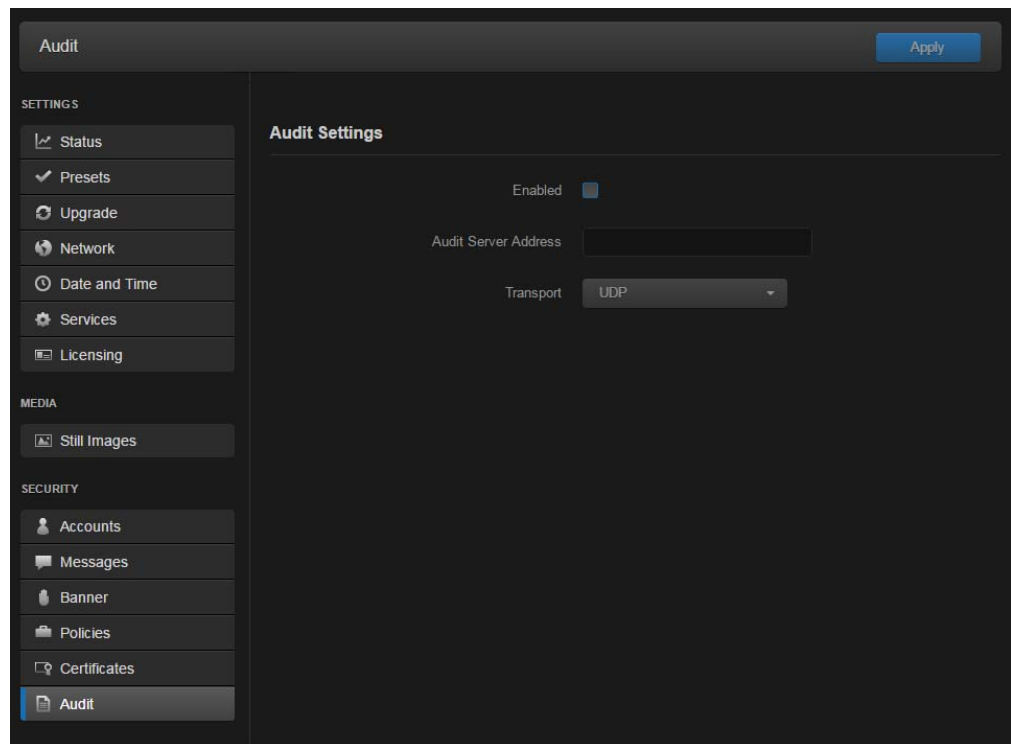 Audit
Apply
SETTINGS
Status
Presets
Upgrade
Network
Date and Time
Services
Licensing
MEDIA
Still Images
SECURITY
Accounts
Messages
Banner
Policies
Certificates
Audit
Audit Settings
Enabled
Audit Server Address
Transport UDP